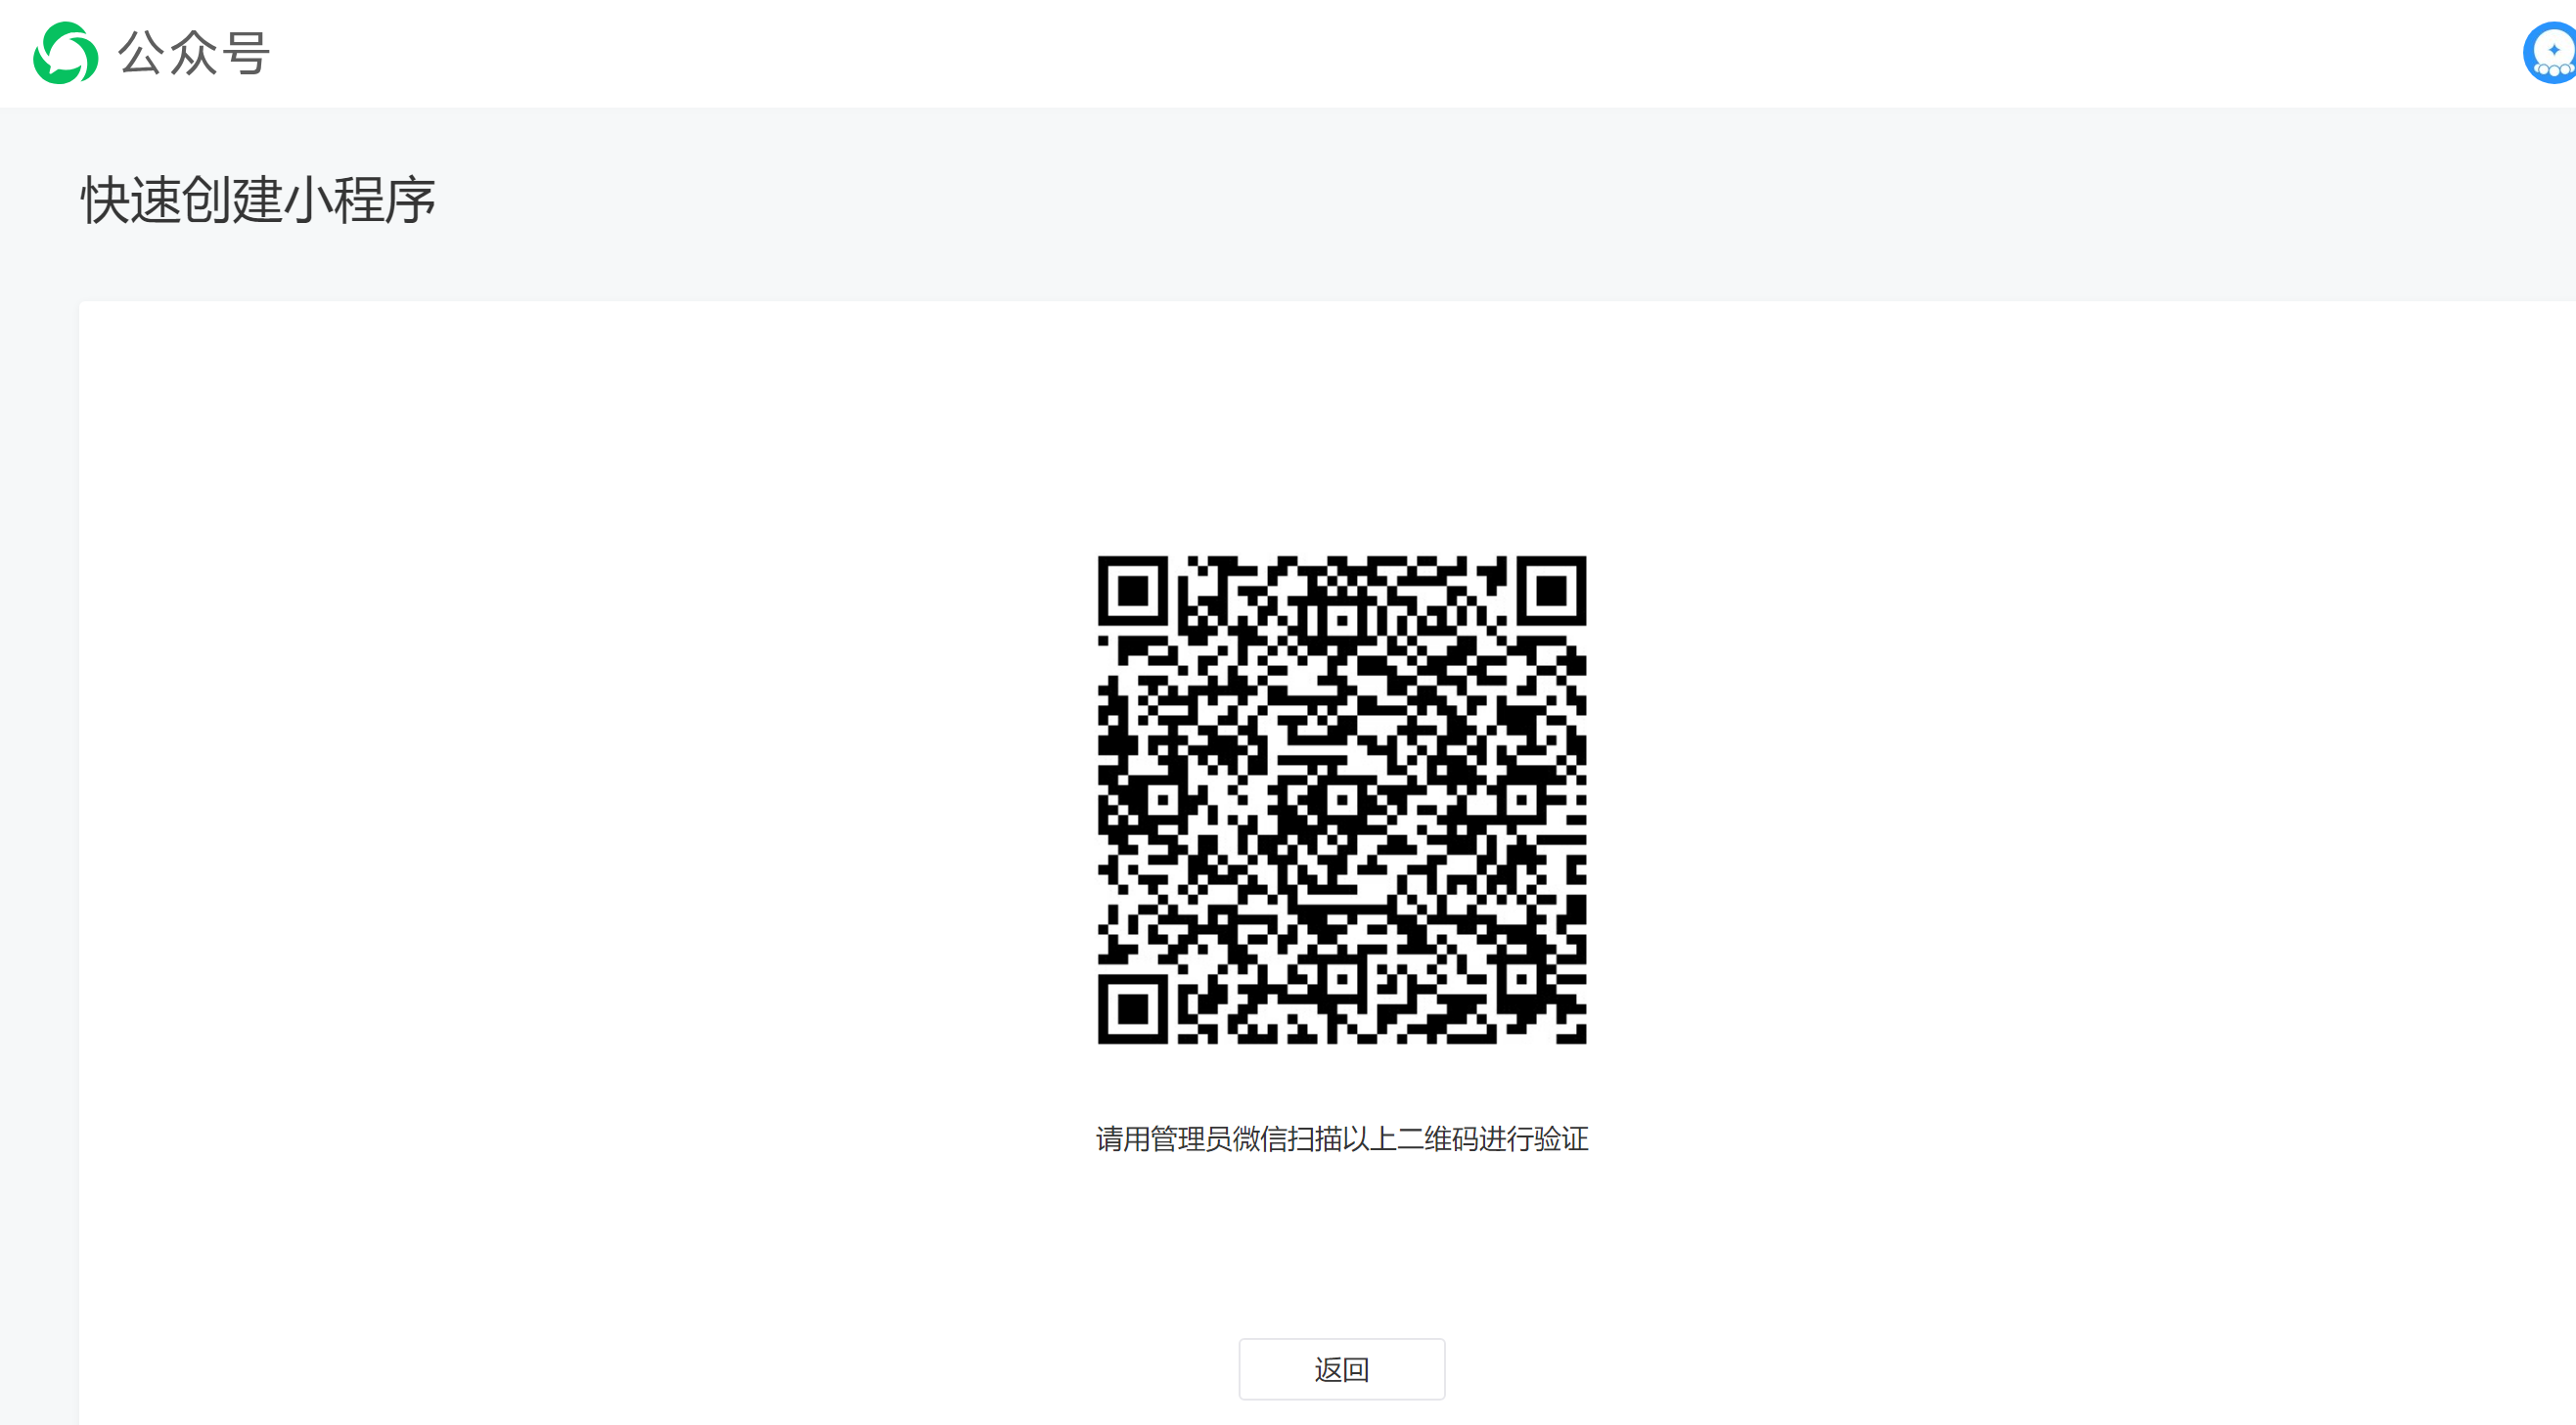 公众号
快速创建小程序
请用管理员微信扫描以上二维码进行验证
返回